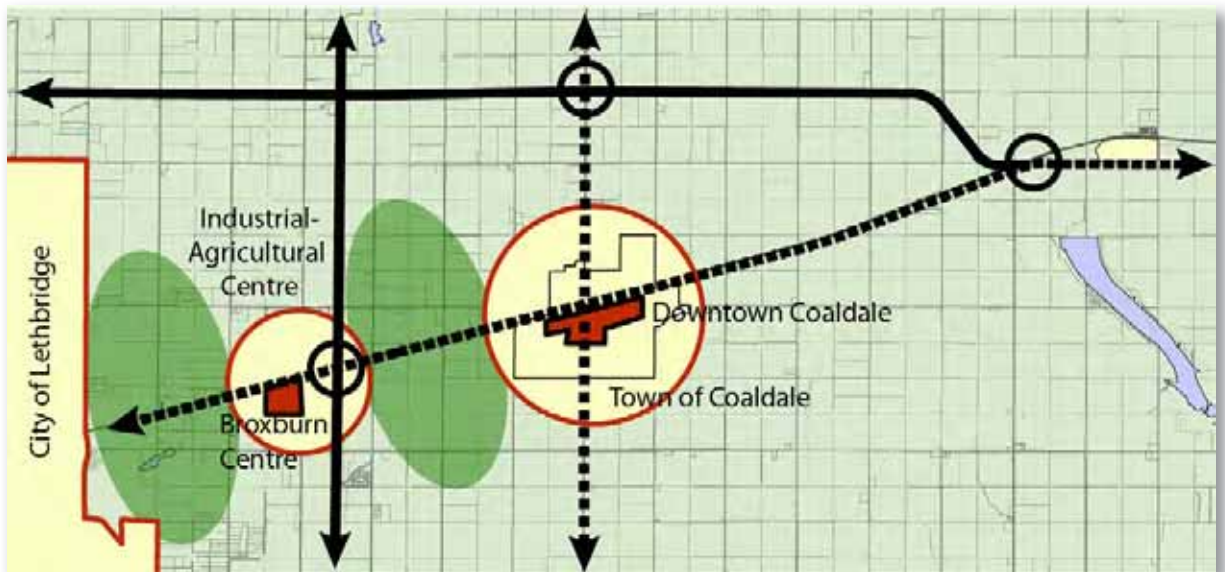 City of Lethbridge
Industrial-
Agricultural
Centre
Broxburn
Centre
Downtown Coaldale
Town of Coaldale